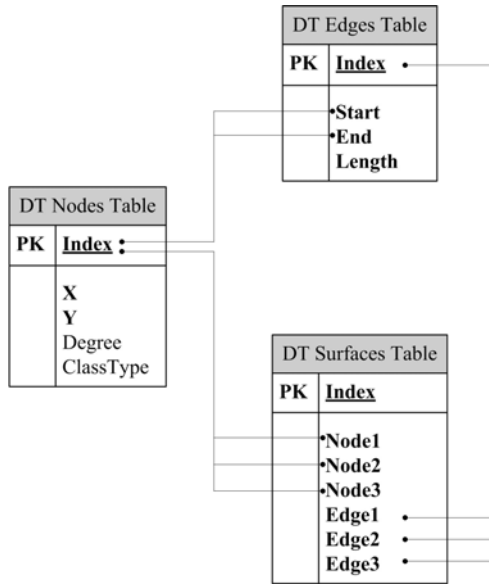 DT Edges Table
PK Index
Start
End
Length
DT Nodes Table
PK Index
X
Y
Degree
ClassType
DT Surfaces Table
PK Index
Node1
Node2
Node3
Edge1
Edge2
Edge3